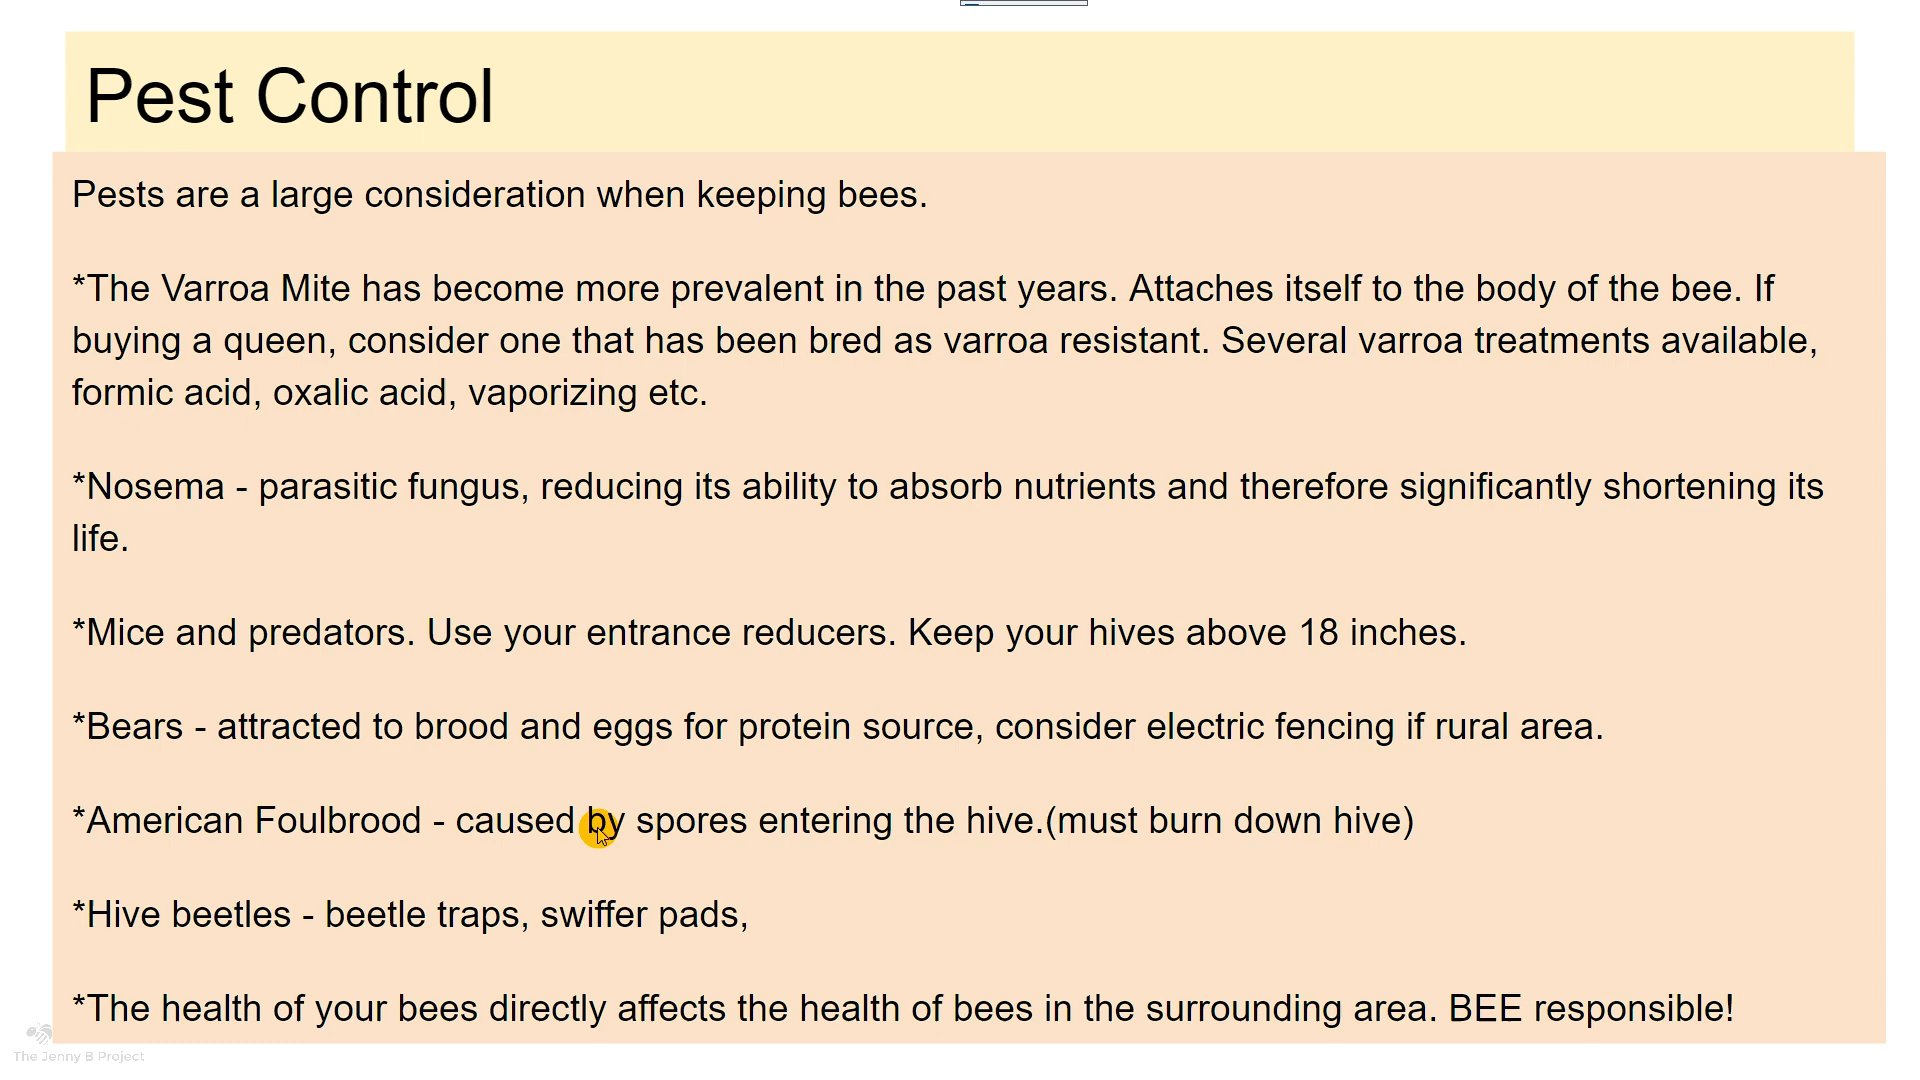 Pest Control
Pests are a large consideration when keeping bees.
*The Varroa Mite has become more prevalent in the past years. Attaches itself to the body of the bee. If
buying a queen, consider one that has been bred as varroa resistant. Several varroa treatments available,
formic acid, oxalic acid, vaporizing etc.
*Nosema - parasitic fungus, reducing its ability to absorb nutrients and therefore significantly shortening its
life.
*Mice and predators. Use your entrance reducers. Keep your hives above 18 inches.
*Bears - attracted to brood and eggs for protein source, consider electric fencing if rural area.
*American Foulbrood - caused by spores entering the hive.(must burn down hive)
*Hive beetles - beetle traps, swiffer pads,
*The health of your bees directly affects the health of bees in the surrounding area. BEE responsible!
The Jenny B Project